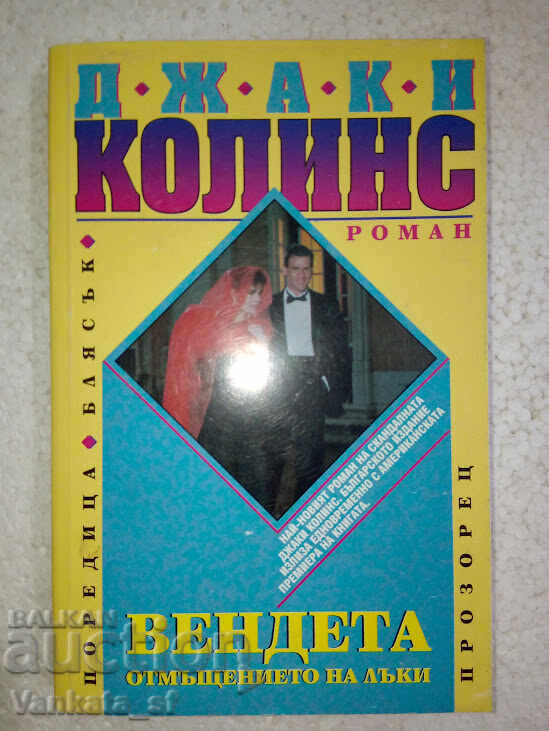 Д•Ж•А•К•И
КОЛИНС
РОМАН
ПОРЕДИЦА ◆ БЛЯСЪК ◆
НАЙ-НОВИЯТ РОМАН НА СКАНДАЛНАТА
ДЖАКИ КОЛИНС. БЪЛГАРСКОТО ИЗДАНИЕ
ИЗЛИЗА ЕДНОВРЕМЕННО С АМЕРИКАНСКАТА
ПРЕМИЕРА НА КНИГАТА.
ПРОЗОРЕЦ
ВЕНДЕТА
ОТМЪЩЕНИЕТО НА ЛЪКИ
BALKAN
auction
Vankata_sf